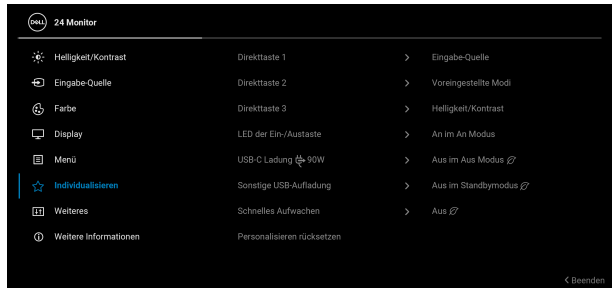 DELL 24 Monitor
Helligkeit/Kontrast Direkttaste 1 Eingabe-Quelle
Eingabe-Quelle Direkttaste 2 Voreingestellte Modi
Farbe Direkttaste 3 Helligkeit/Kontrast
Display LED der Ein-/Austaste An im An Modus
Menü USB-C Ladung 90W Aus im Aus Modus
Individualisieren Sonstige USB-Aufladung Aus im Standbymodus
Weiteres Schnelles Aufwachen Aus
Weitere Informationen Personalisieren rücksetzen
Beenden